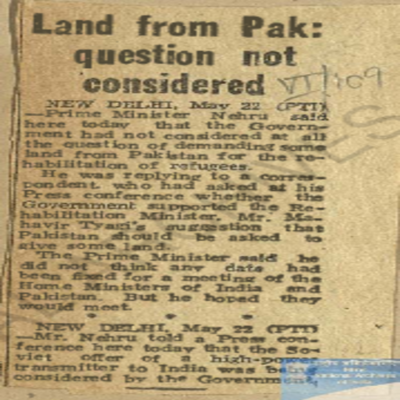 Land from Pak:
question not
considered
VI/109
NEW DELHI, May 22 (PTI)
—Prime Minister Nehru said
here today that the Govern-
ment had not considered at all
the question of demanding some
land from Pakistan for the re-
habilitation of refugees.
He was replying to a corres-
pondent, who had asked at his
Press conference whether the
Government supported the Re-
habilitation Minister, Mr. Ma-
havir Tyagi's suggestion that
Pakistan should be asked to
give some land.
The Prime Minister said he
did not think any date had
been fixed for a meeting of the
Home Ministers of India and
Pakistan. But he hoped they
would meet.
* * *
NEW DELHI, May 22 (PTI)
—Mr. Nehru told a Press con-
ference here today that the So-
viet offer of a high-power
transmitter to India was being
considered by the Government.